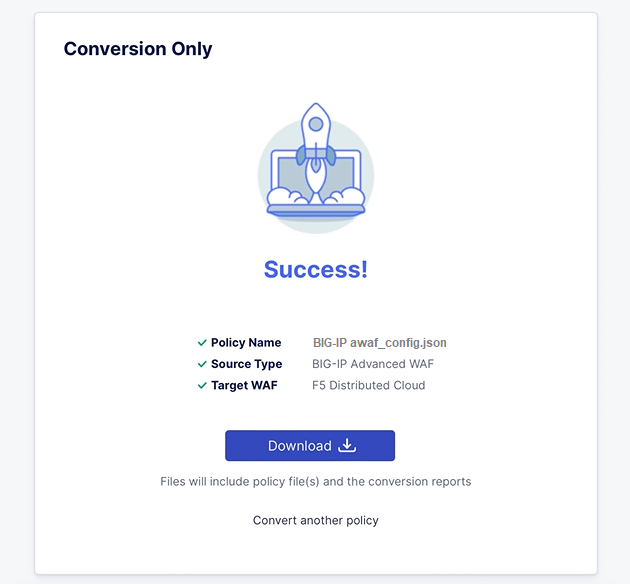 Conversion Only
Success!
Policy Name BIG-IP awaf_config.json
Source Type BIG-IP Advanced WAF
Target WAF F5 Distributed Cloud
Download
Files will include policy file(s) and the conversion reports
Convert another policy